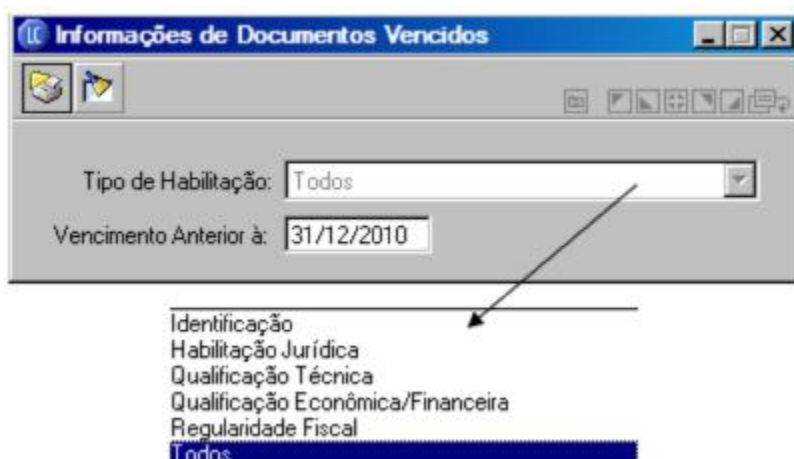 LC Informações de Documentos Vencidos
Tipo de Habilitação: Todos
Vencimento Anterior à: 31/12/2010
Identificação
Habilitação Jurídica
Qualificação Técnica
Qualificação Econômica/Financeira
Regularidade Fiscal
Todos